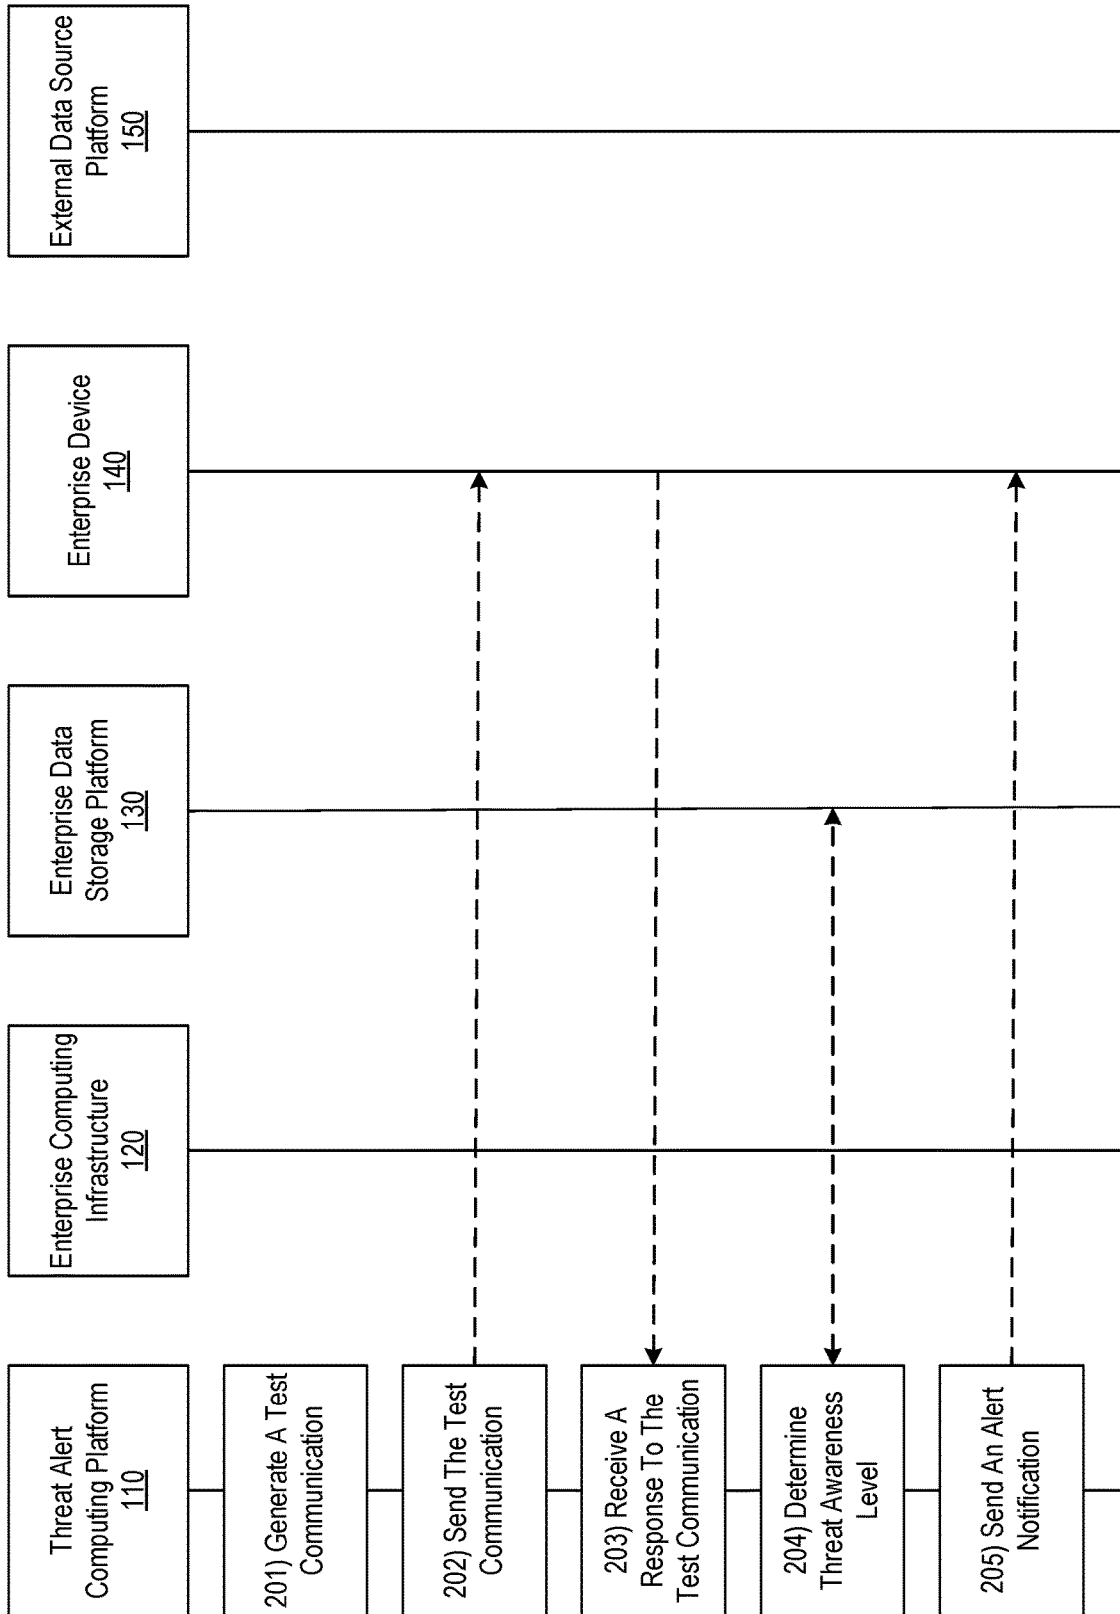 Threat Alert
Computing Platform
110
Enterprise Computing
Infrastructure
120
Enterprise Data
Storage Platform
130
Enterprise Device
140
External Data Source
Platform
150
201) Generate A Test
Communication
202) Send The Test
Communication
203) Receive A
Response To The
Test Communication
204) Determine
Threat Awareness
Level
205) Send An Alert
Notification